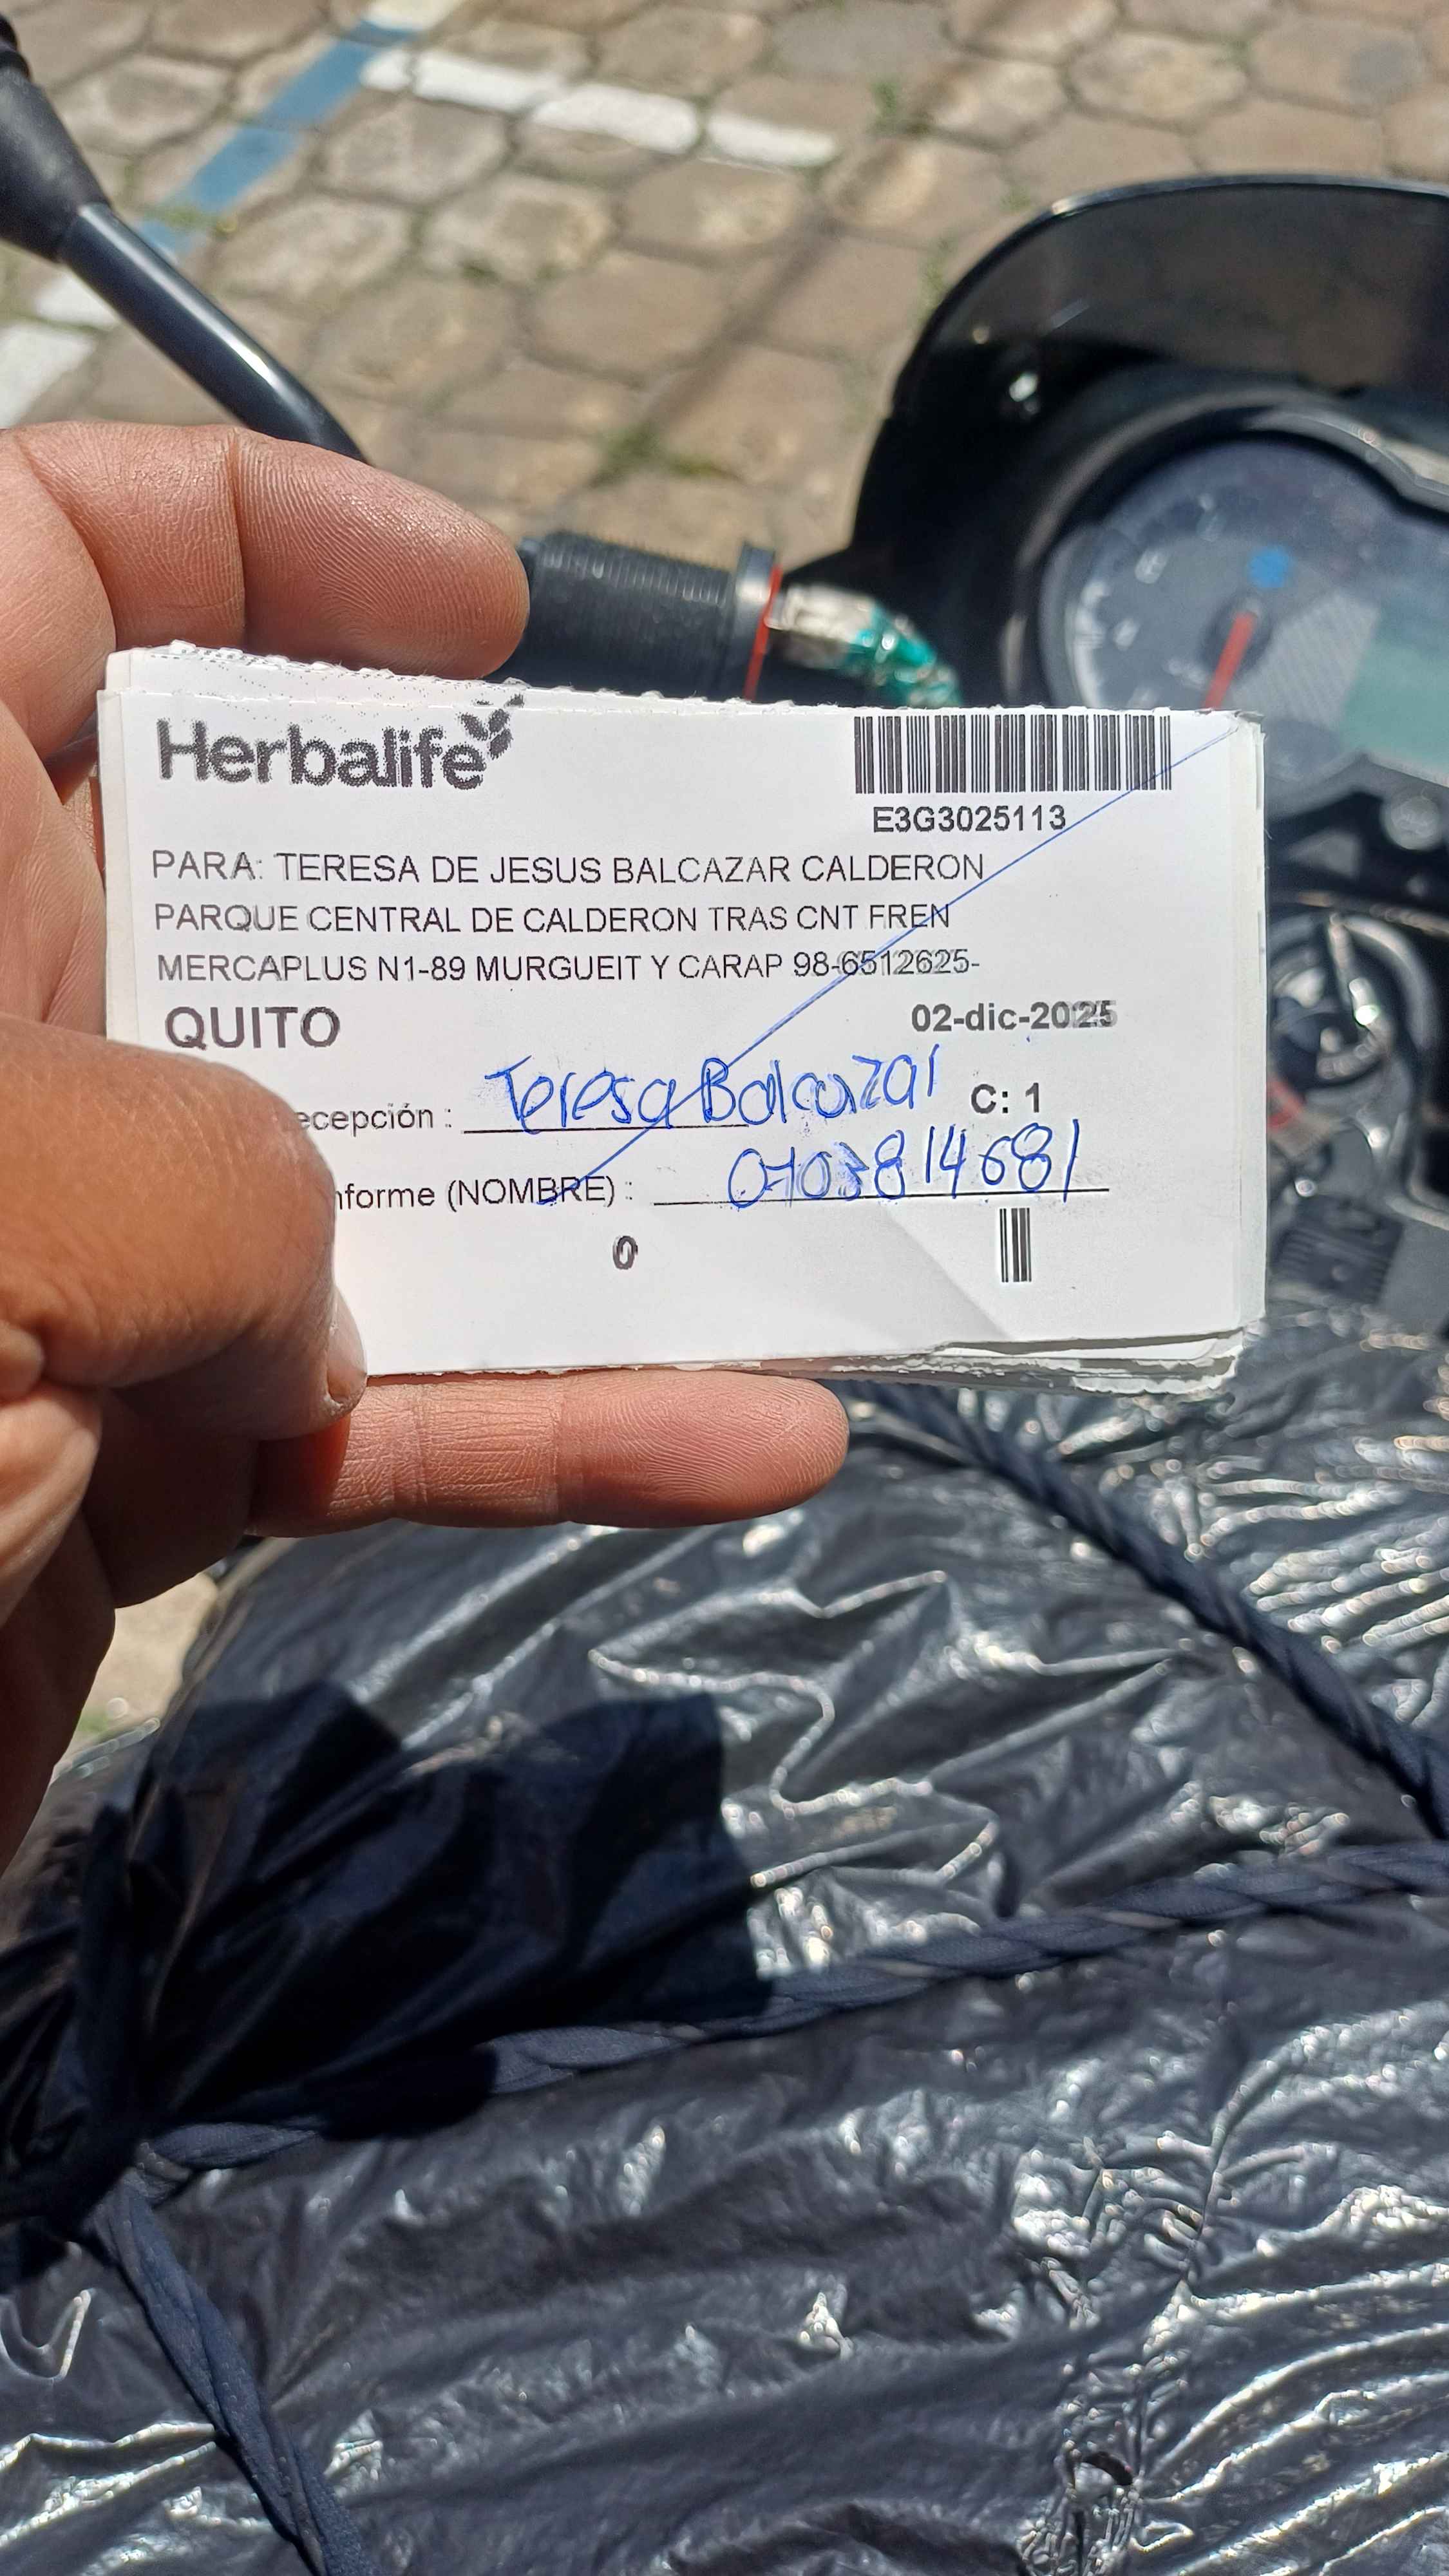 Herbalife
E3G3025113
PARA: TERESA DE JESUS BALCAZAR CALDERON
PARQUE CENTRAL DE CALDERON TRAS CNT FREN
MERCAPLUS N1-89 MURGUEIT Y CARAP 98-6512625-
QUITO 02-dic-2025
ecepción : Teresa Balcazar C: 1
nforme (NOMBRE) : 0703814681
0